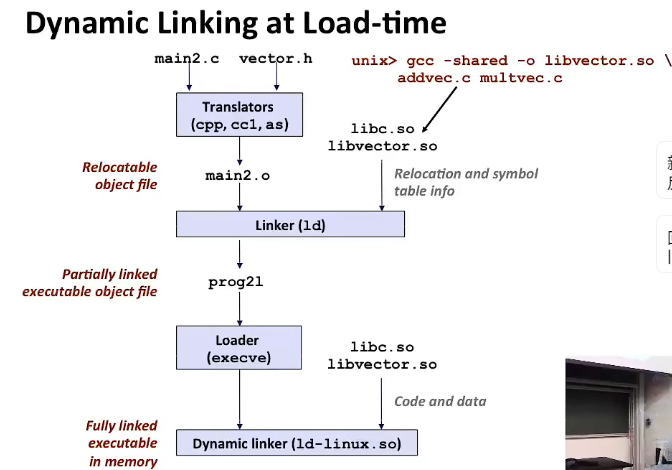 Dynamic Linking at Load-time
main2.c vector.h
unix> gcc -shared -o libvector.so \
addvec.c multvec.c
Translators
(cpp, cc1, as)
libc.so
libvector.so
Relocatable
object file
main2.o
Relocation and symbol
table info
Linker (ld)
Partially linked
executable object file
prog2l
Loader
(execve)
libc.so
libvector.so
Code and data
Fully linked
executable
in memory
Dynamic linker (ld-linux.so)